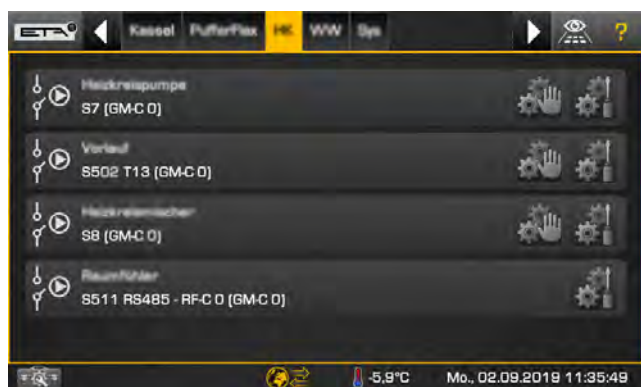 ETA
Kessel PufferFlex HK WW Sys ?
Heizkreispumpe
S7 (GM-C 0)
Vorlauf
S502 T13 (GM-C 0)
Heizkreismischer
S8 (GM-C 0)
Raumfühler
S511 RS485 - RF-C 0 (GM-C 0)
-5,9°C Mo., 02.09.2019 11:35:49